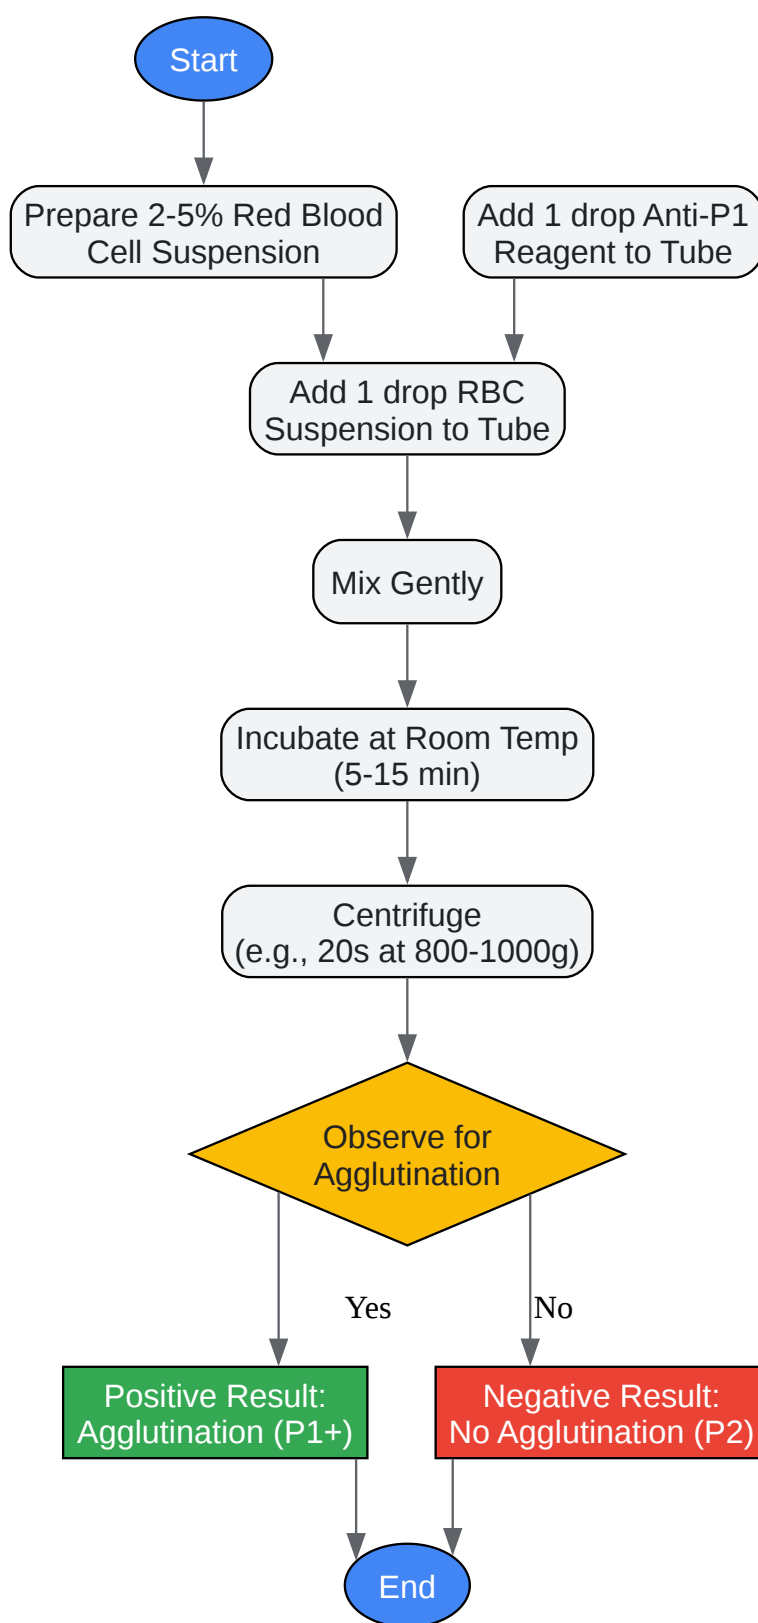 Start
Prepare 2-5% Red Blood
Cell Suspension
Add 1 drop Anti-P1
Reagent to Tube
Add 1 drop RBC
Suspension to Tube
Mix Gently
Incubate at Room Temp
(5-15 min)
Centrifuge
(e.g., 20s at 800-1000g)
Observe for
Agglutination
Yes
No
Positive Result:
Agglutination (P1+)
Negative Result:
No Agglutination (P2)
End